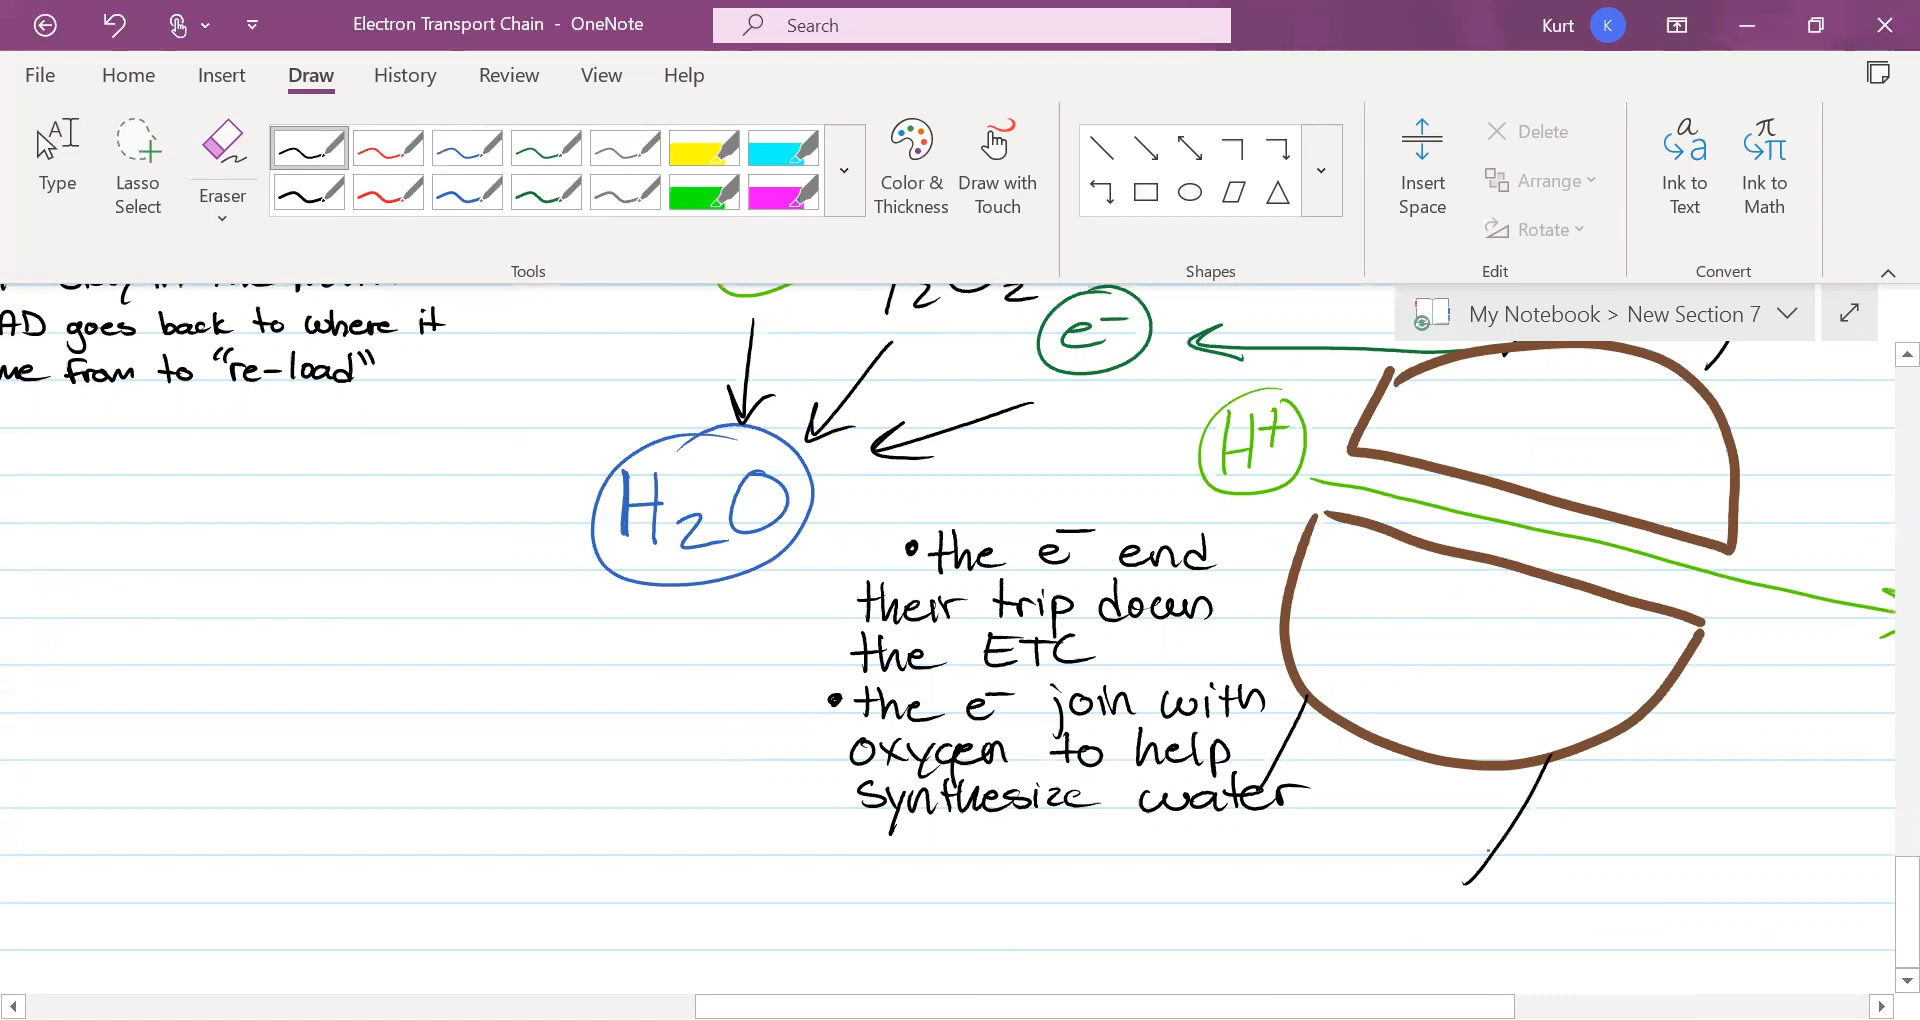 Electron Transport Chain - OneNote
Search
Kurt
K
File
Home
Insert
Draw
History
Review
View
Help
Type
Lasso
Select
Eraser
Color &
Thickness
Draw with
Touch
Insert
Space
Delete
Arrange
Rotate
Ink to
Text
Ink to
Math
Tools
Shapes
Edit
Convert
My Notebook > New Section 7
AD goes back to where it
me from to "re-load"
½O₂
e⁻
H⁺
H₂O
•the e⁻ end
their trip down
the ETC
•the e⁻ join with
oxygen to help
synthesize water